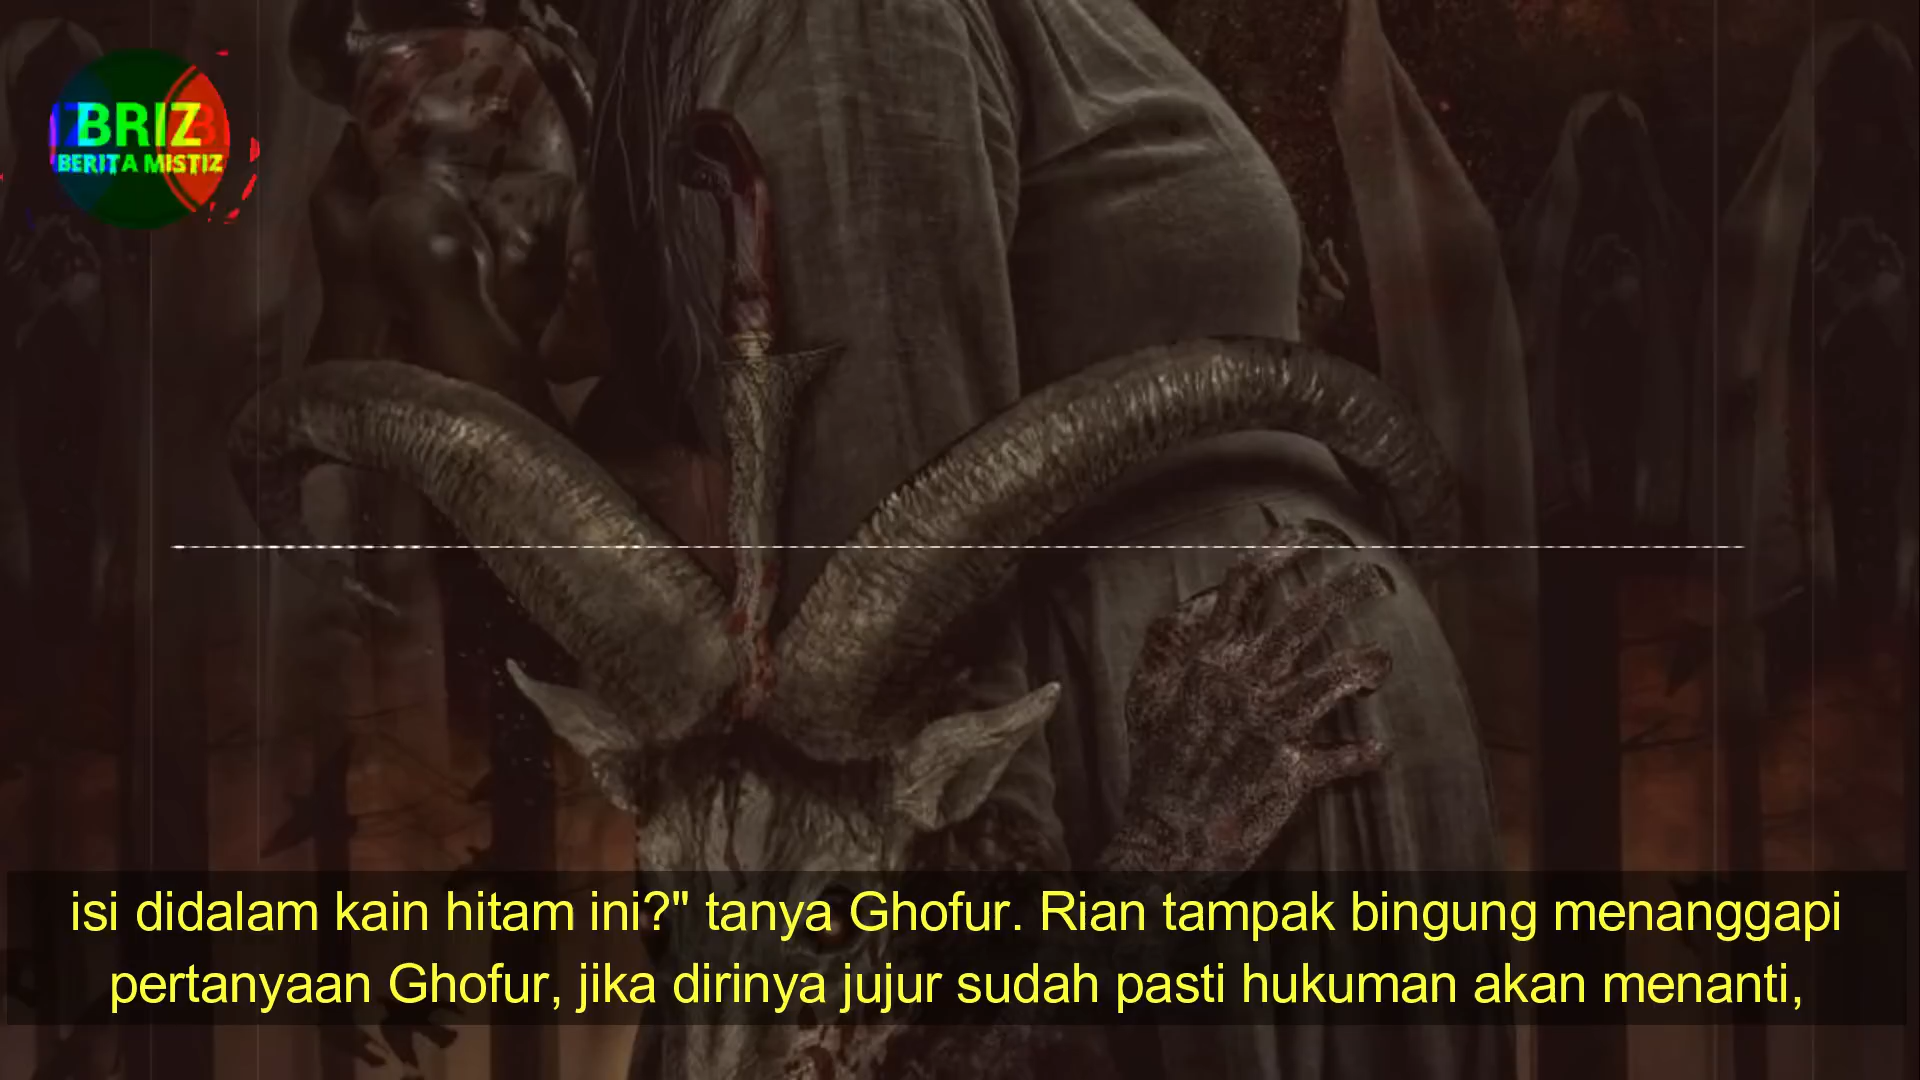 BRIZ
BERITA MISTIZ
isi didalam kain hitam ini?" tanya Ghofur. Rian tampak bingung menanggapi
pertanyaan Ghofur, jika dirinya jujur sudah pasti hukuman akan menanti,